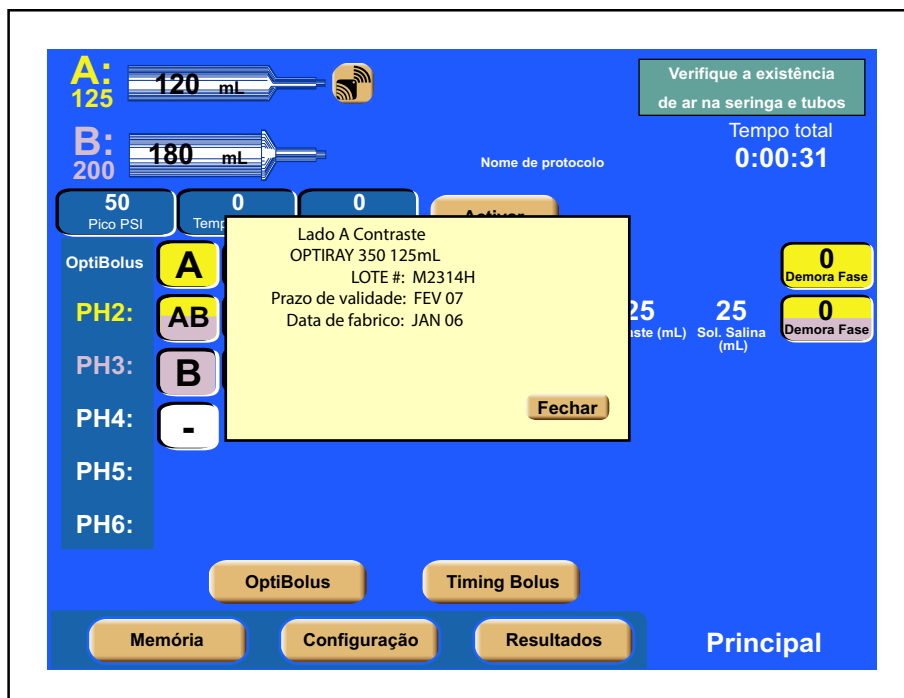 A:
125
120 mL
Verifique a existência
de ar na seringa e tubos
B:
200
180 mL
Nome de protocolo
Tempo total
0:00:31
50
Pico PSI
0
0
Lado A Contraste
OPTIRAY 350 125mL
LOTE #: M2314H
Prazo de validade: FEV 07
Data de fabrico: JAN 06
Fechar
OptiBolus
A
0
Demora Fase
PH2:
AB
25
25
Sol. Salina
(mL)
(mL)
0
Demora Fase
PH3:
B
PH4:
-
PH5:
PH6:
OptiBolus
Timing Bolus
Memória
Configuração
Resultados
Principal